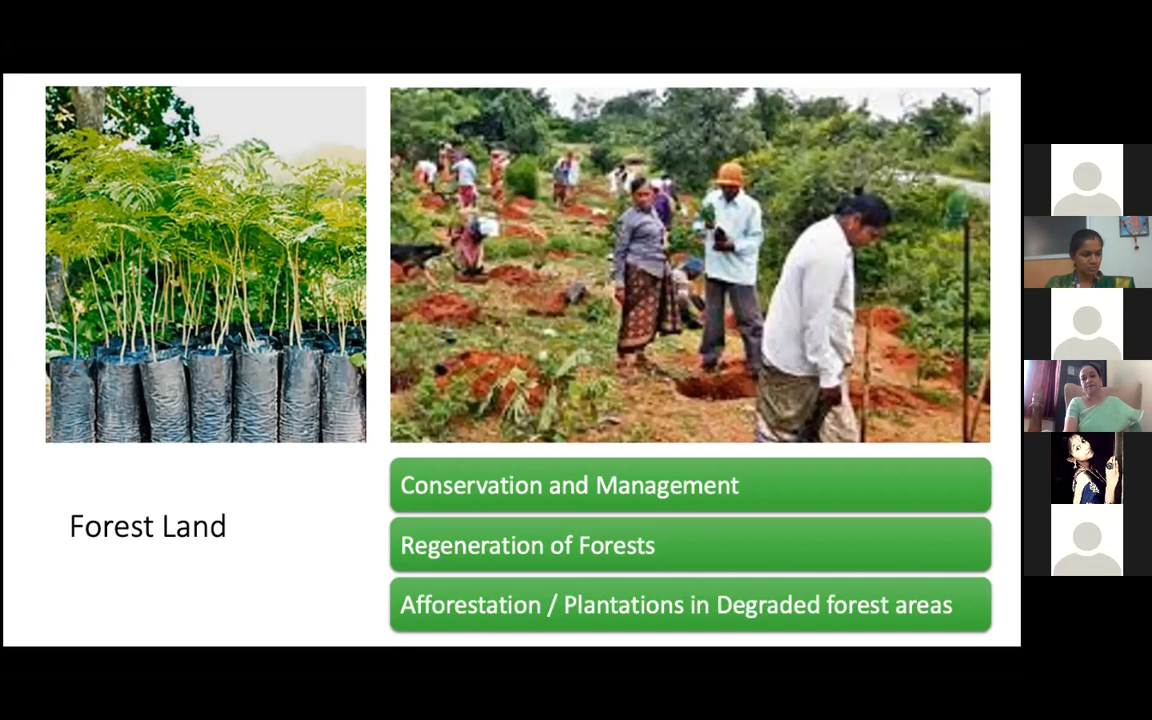 Forest Land
Conservation and Management
Regeneration of Forests
Afforestation / Plantations in Degraded forest areas